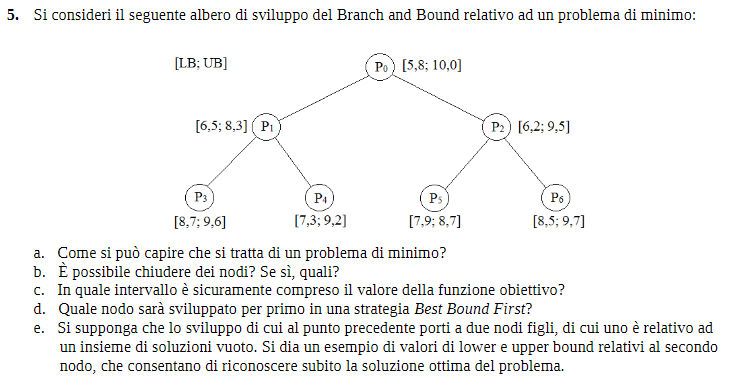 5. Si consideri il seguente albero di sviluppo del Branch and Bound relativo ad un problema di minimo:
[LB; UB]
P0 [5,8; 10,0]
[6,5; 8,3] P1
P2 [6,2; 9,5]
P3 P4 P5 P6
[8,7; 9,6] [7,3; 9,2] [7,9; 8,7] [8,5; 9,7]
a. Come si può capire che si tratta di un problema di minimo?
b. È possibile chiudere dei nodi? Se sì, quali?
c. In quale intervallo è sicuramente compreso il valore della funzione obiettivo?
d. Quale nodo sarà sviluppato per primo in una strategia Best Bound First?
e. Si supponga che lo sviluppo di cui al punto precedente porti a due nodi figli, di cui uno è relativo ad
un insieme di soluzioni vuoto. Si dia un esempio di valori di lower e upper bound relativi al secondo
nodo, che consentano di riconoscere subito la soluzione ottima del problema.